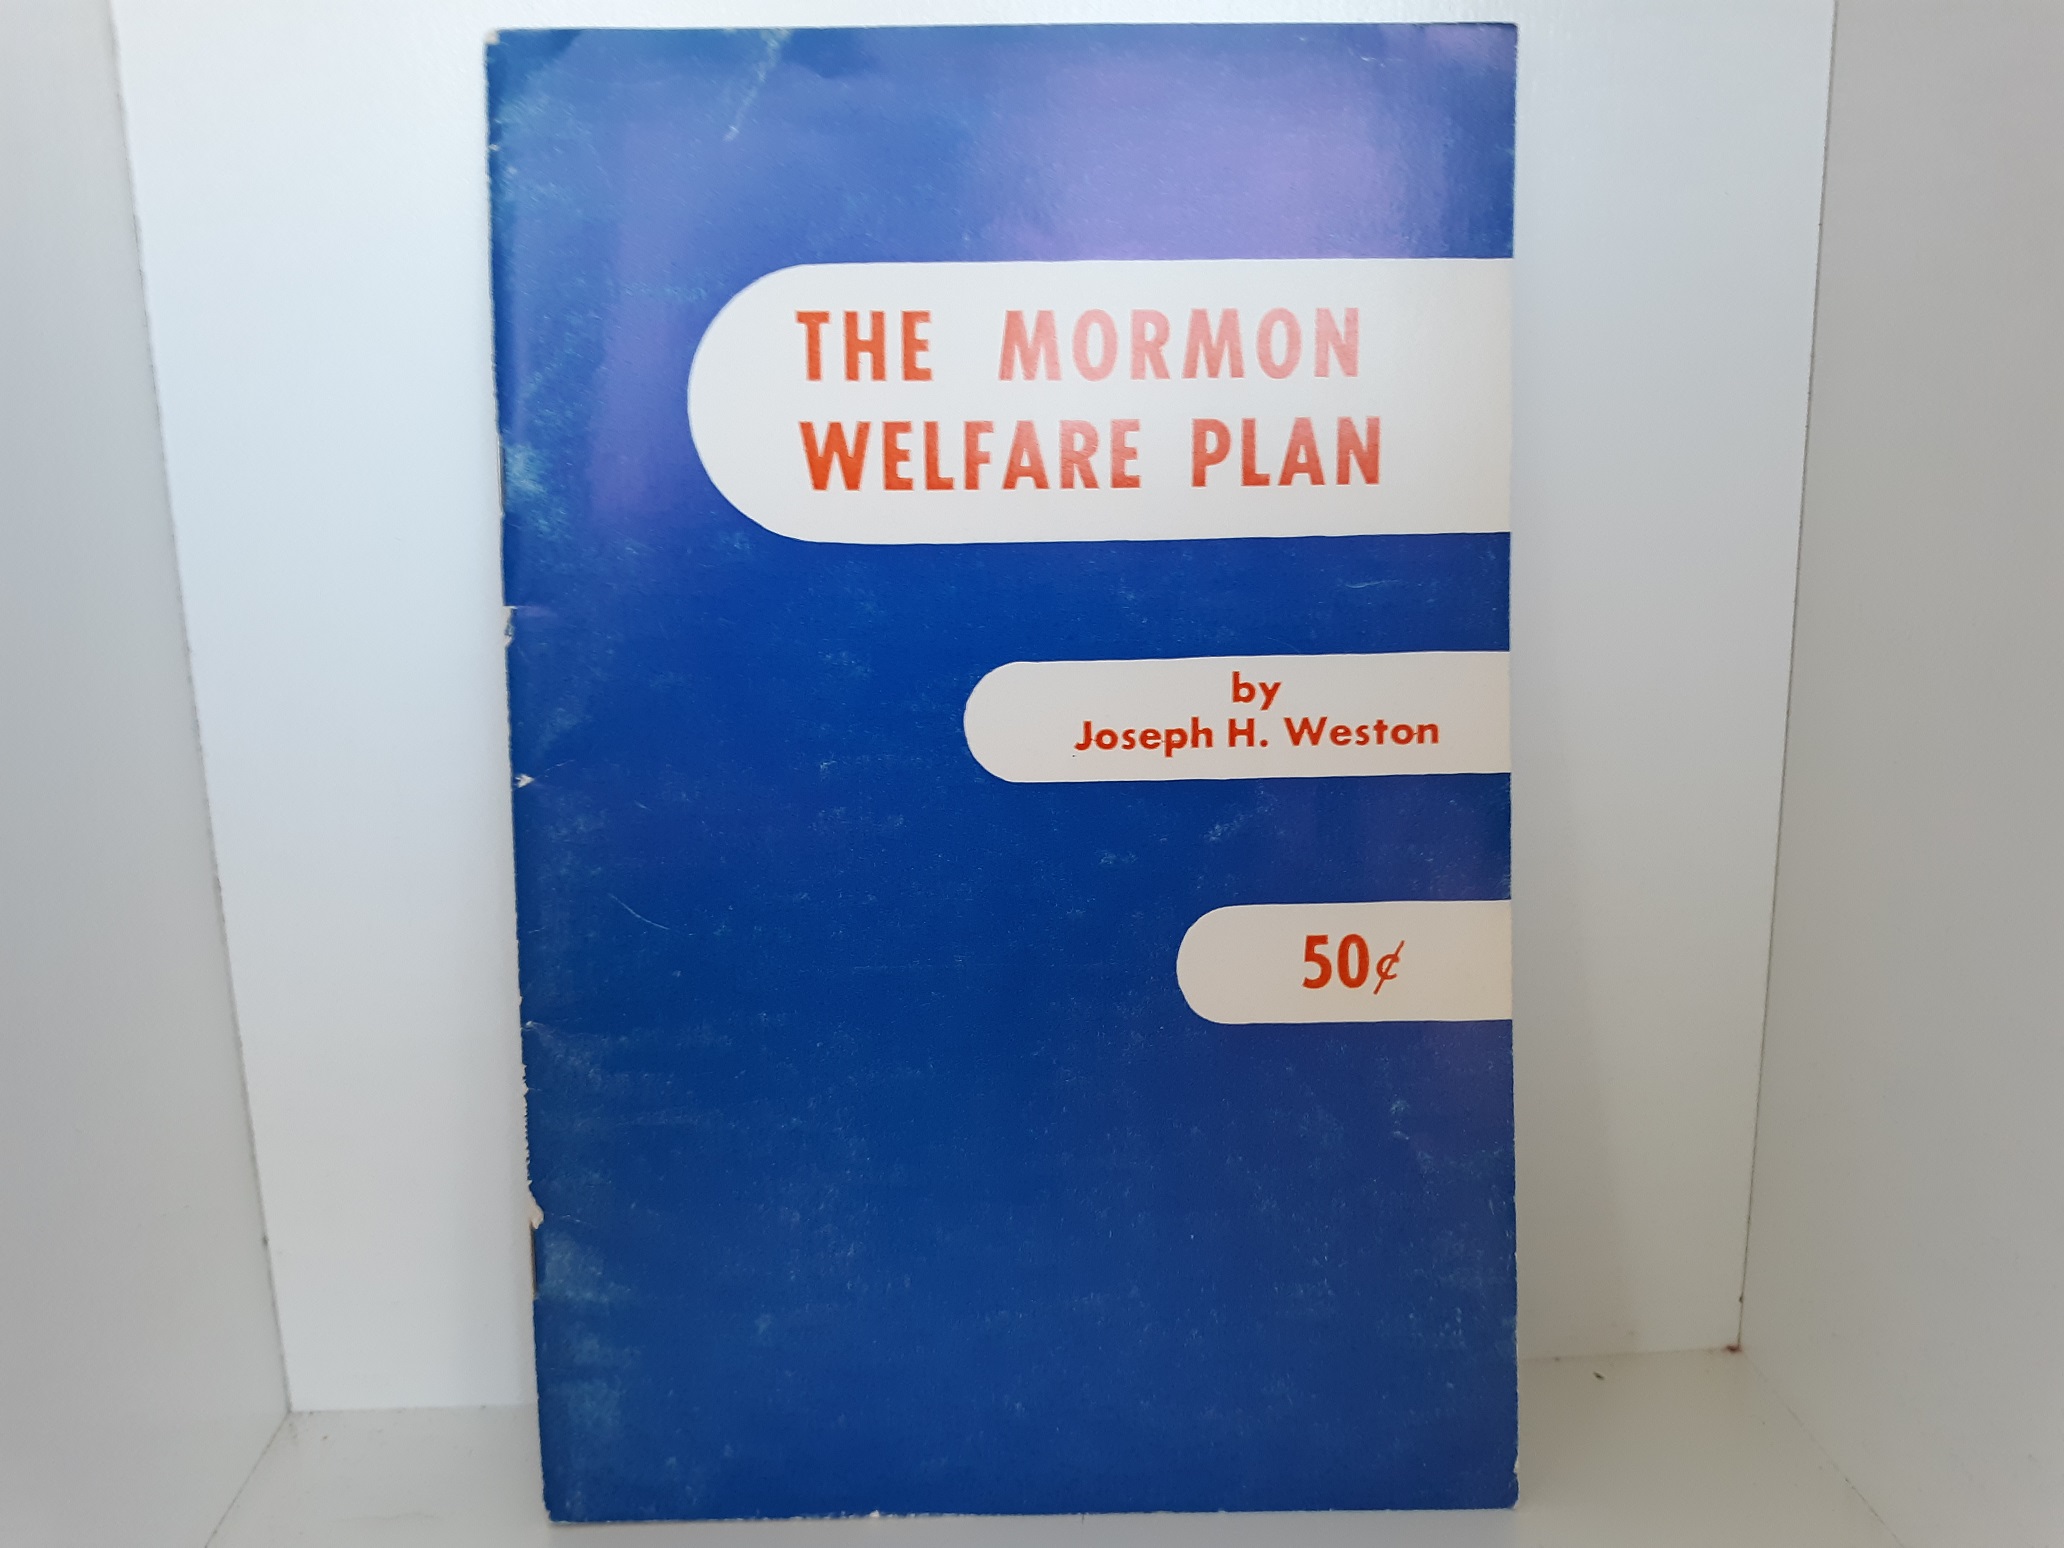 THE MORMON
WELFARE PLAN
by
Joseph H. Weston
50¢